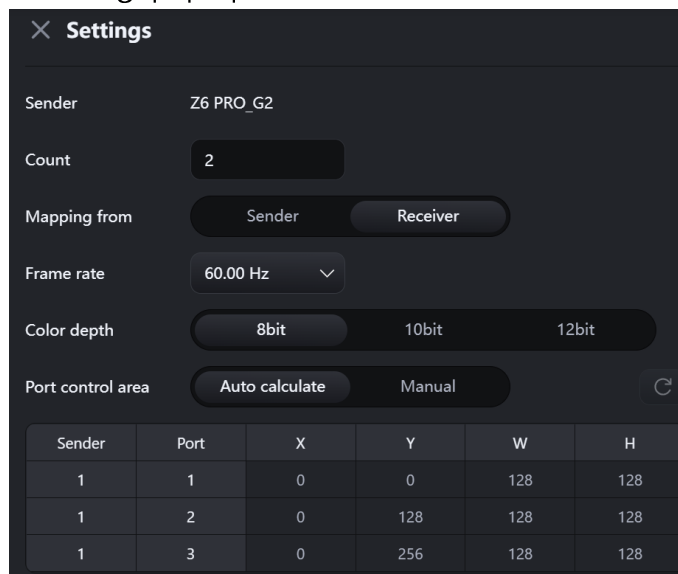 Settings
Sender Z6 PRO_G2
Count 2
Mapping from Sender Receiver
Frame rate 60.00 Hz
Color depth 8bit 10bit 12bit
Port control area Auto calculate Manual
Sender Port X Y W H
1 1 0 0 128 128
1 2 0 128 128 128
1 3 0 256 128 128